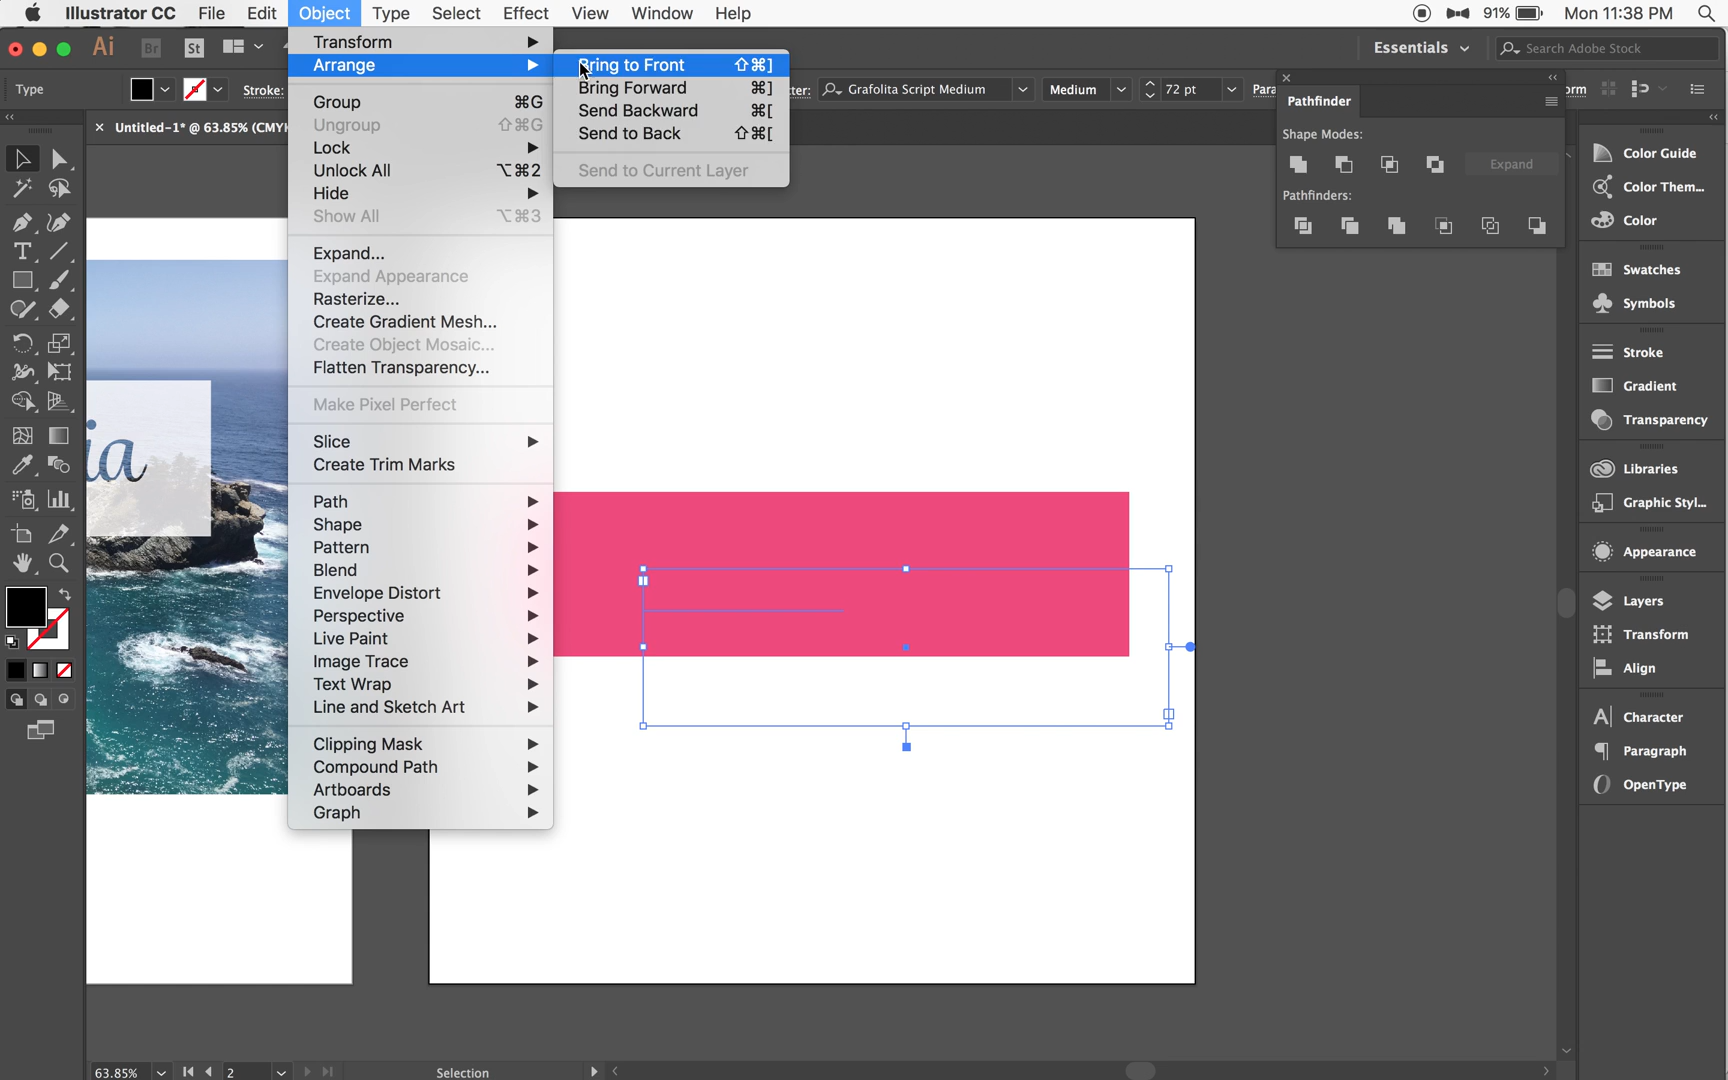 Illustrator CC File Edit Object Type Select Effect View Window Help 91% Mon 11:38 PM
Ai Br St Essentials Search Adobe Stock
Type Stroke: Grafolita Script Medium Medium 72 pt
Untitled-1* @ 63.85% (CMYK
Transform
Arrange
Group ⌘G
Ungroup ⇧⌘G
Lock
Unlock All ⌥⌘2
Hide
Show All ⌥⌘3
Expand...
Expand Appearance
Rasterize...
Create Gradient Mesh...
Create Object Mosaic...
Flatten Transparency...
Make Pixel Perfect
Slice
Create Trim Marks
Path
Shape
Pattern
Blend
Envelope Distort
Perspective
Live Paint
Image Trace
Text Wrap
Line and Sketch Art
Clipping Mask
Compound Path
Artboards
Graph
Bring to Front ⇧⌘]
Bring Forward ⌘]
Send Backward ⌘[
Send to Back ⇧⌘[
Send to Current Layer
Pathfinder
Shape Modes:
Expand
Pathfinders:
Color Guide
Color Them...
Color
Swatches
Symbols
Stroke
Gradient
Transparency
Libraries
Graphic Styl...
Appearance
Layers
Transform
Align
Character
Paragraph
OpenType
ia
63.85% 2 Selection